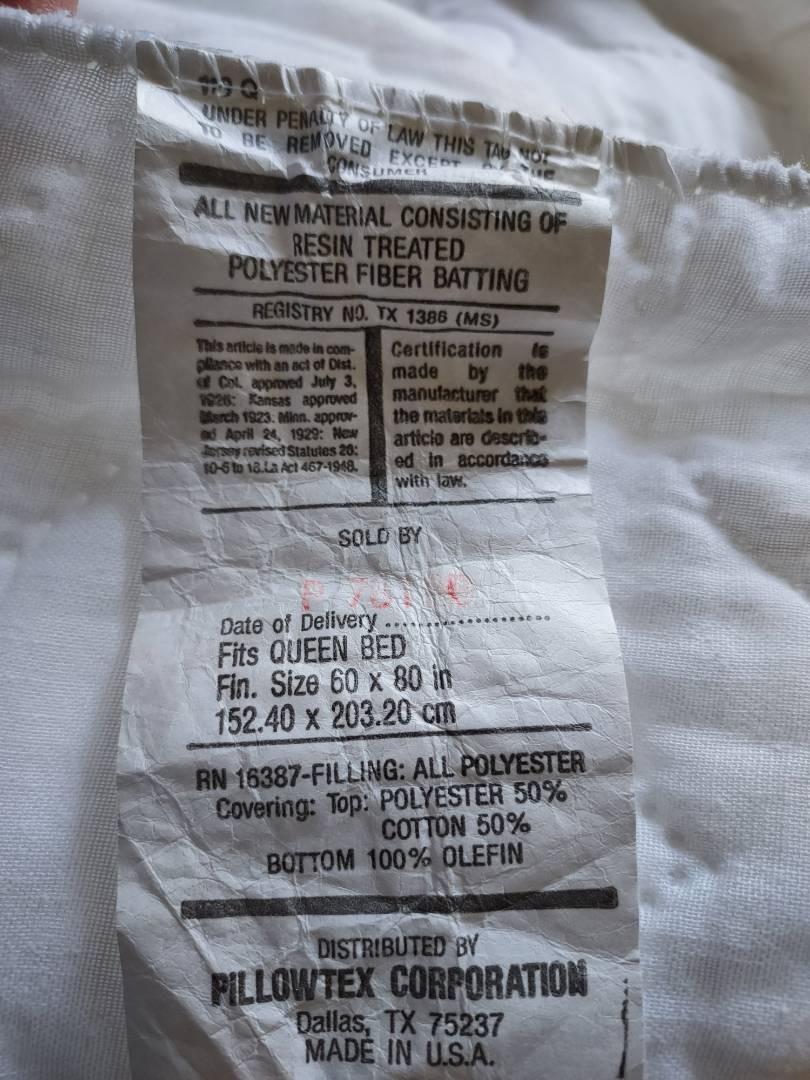 119 Q
UNDER PENALTY OF LAW THIS TAG NOT
TO BE REMOVED EXCEPT
CONSUMER
ALL NEW MATERIAL CONSISTING OF
RESIN TREATED
POLYESTER FIBER BATTING
REGISTRY NO. TX 1386 (MS)
This article is made in com-
pliance with an act of Dist.
of Col. approved July 3,
1926: Kansas approved
March 1923. Minn. approv-
ed April 24, 1929: New
Jersey revised Statutes 26:
10-6 to 18.La Act 467-1948.
Certification is
made by the
manufacturer that
the materials in this
article are describ-
ed in accordance
with law.
SOLD BY
Date of Delivery ........................
Fits QUEEN BED
Fin. Size 60 x 80 in
152.40 x 203.20 cm
RN 16387-FILLING: ALL POLYESTER
Covering: Top: POLYESTER 50%
COTTON 50%
BOTTOM 100% OLEFIN
DISTRIBUTED BY
PILLOWTEX CORPORATION
Dallas, TX 75237
MADE IN U.S.A.